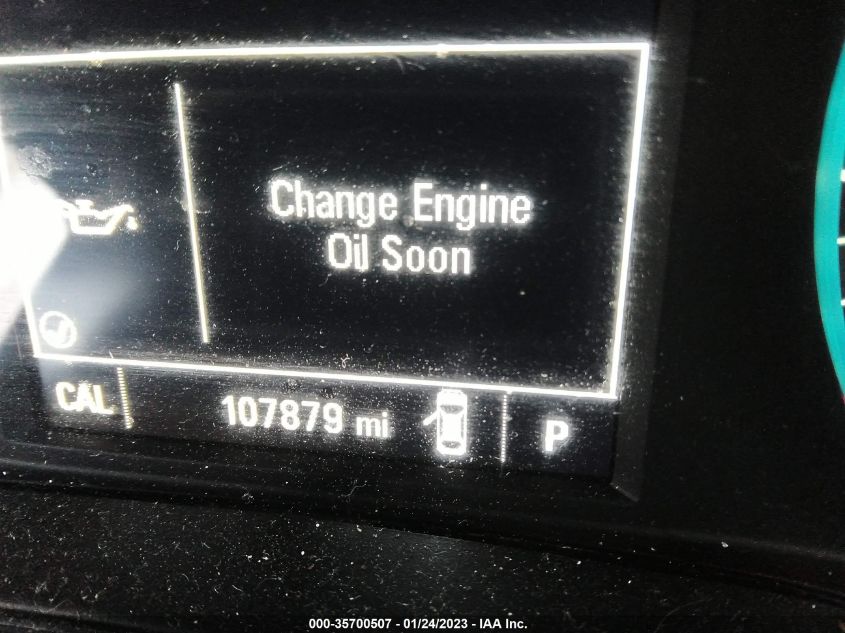 Change Engine
Oil Soon
CAL 107879 mi P
000-35700507 - 01/24/2023 - IAA Inc.